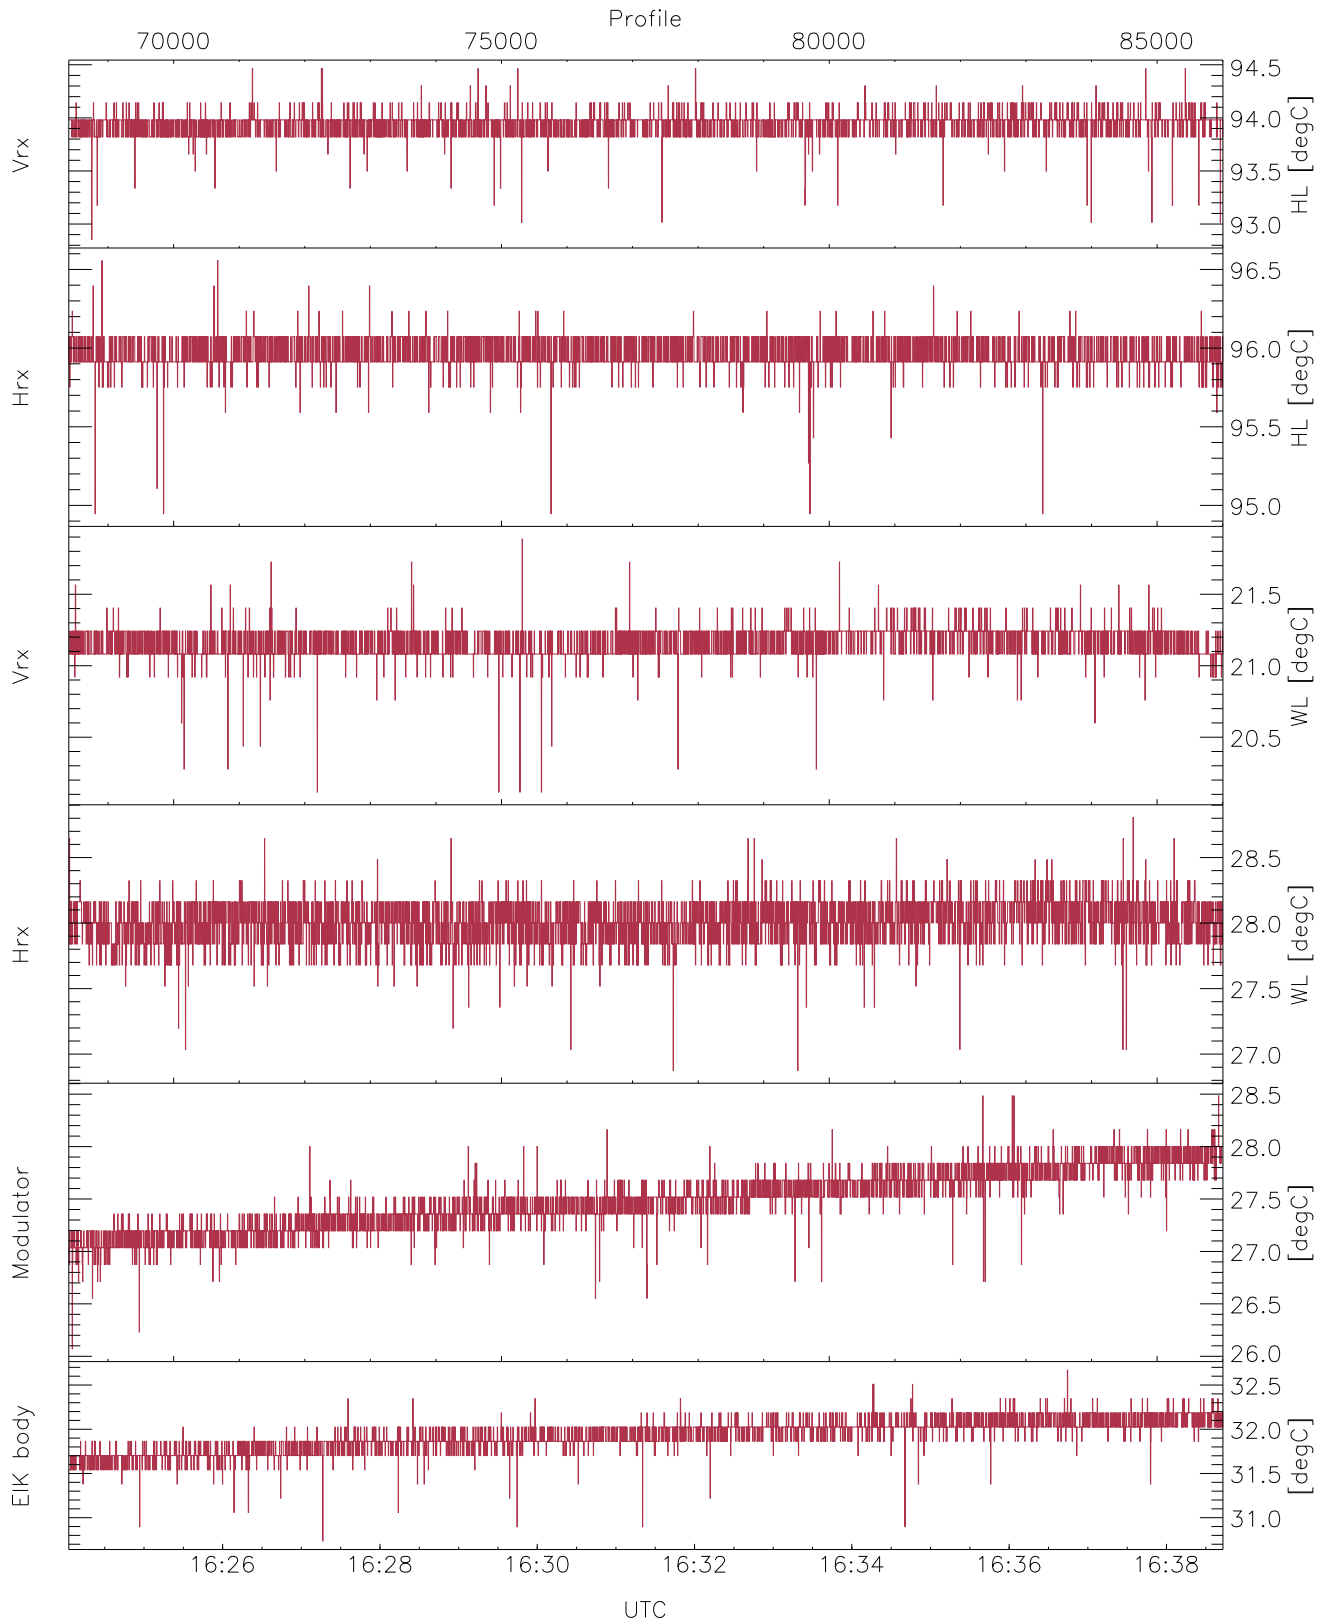 Profile
70000 75000 80000 85000
Vrx
94.5
94.0
93.5
93.0
HL [degC]
Hrx
96.5
96.0
95.5
95.0
HL [degC]
Vrx
21.5
21.0
20.5
WL [degC]
Hrx
28.5
28.0
27.5
27.0
WL [degC]
Modulator
28.5
28.0
27.5
27.0
26.5
26.0
[degC]
EIK body
32.5
32.0
31.5
31.0
[degC]
16:26 16:28 16:30 16:32 16:34 16:36 16:38
UTC